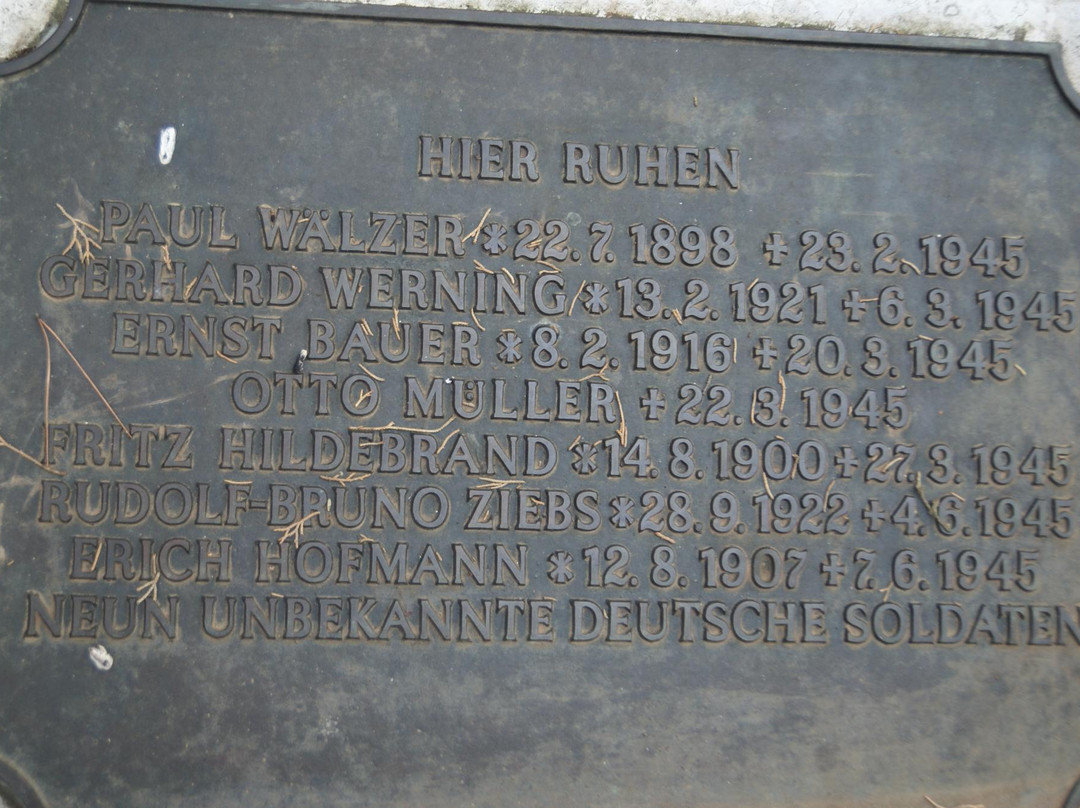 HIER RUHEN
PAUL WÄLZER * 22. 7. 1898 + 23. 2. 1945
GERHARD WERNING * 13. 2. 1921 + 6. 3. 1945
ERNST BAUER * 8. 2. 1916 + 20. 3. 1945
OTTO MÜLLER + 22. 3. 1945
FRITZ HILDEBRAND * 14. 8. 1900 + 27. 3. 1945
RUDOLF-BRUNO ZIEBS * 28. 9. 1922 + 4. 6. 1945
ERICH HOFMANN * 12. 8. 1907 + 7. 6. 1945
NEUN UNBEKANNTE DEUTSCHE SOLDATEN